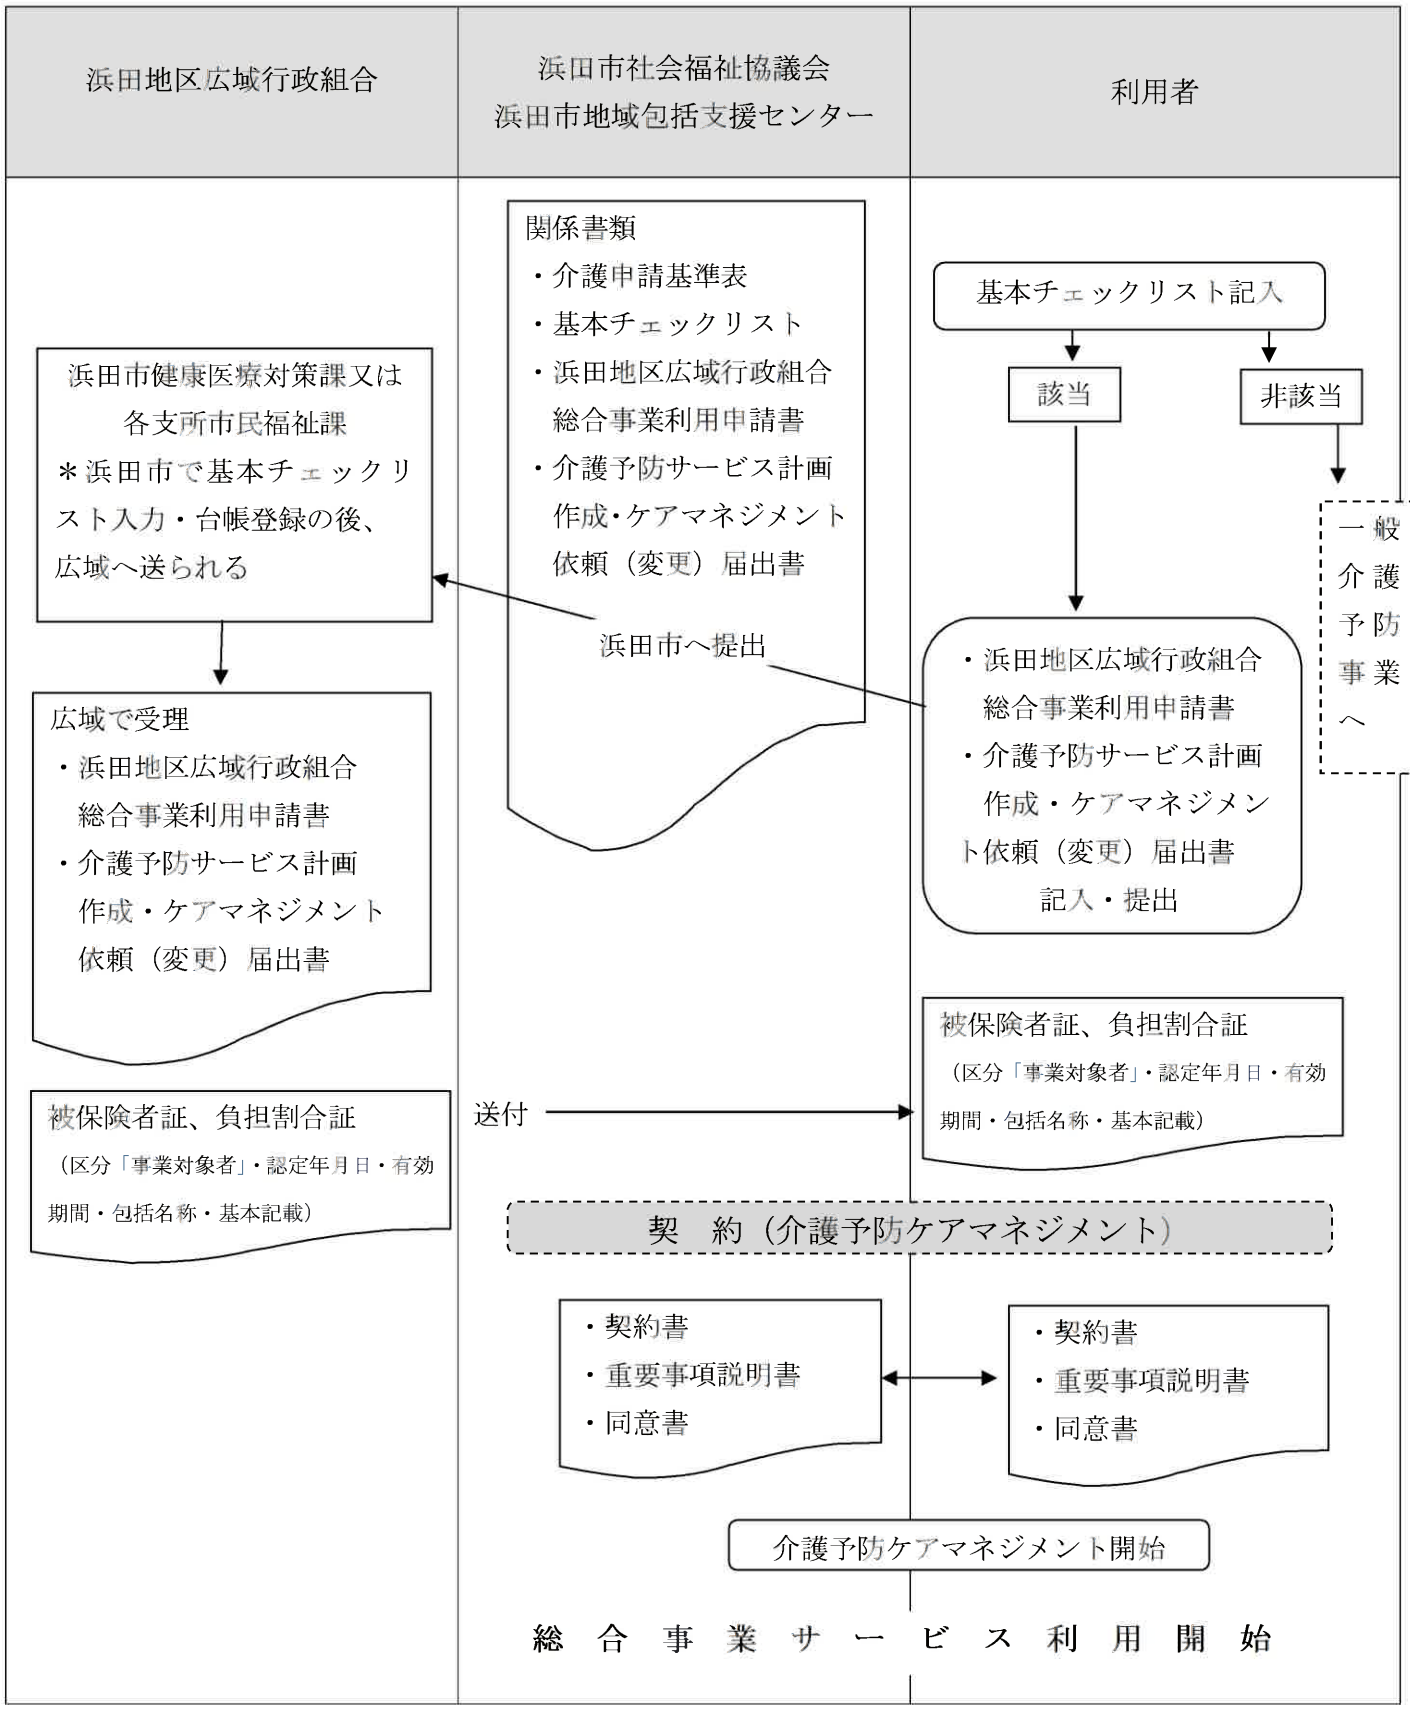 浜田地区広域行政組合
浜田市社会福祉協議会
浜田市地域包括支援センター
利用者
関係書類
・介護申請基準表
・基本チェックリスト
・浜田地区広域行政組合
総合事業利用申請書
・介護予防サービス計画
作成・ケアマネジメント
依頼（変更）届出書
基本チェックリスト記入
該当
非該当
一般
介護
予防
事業
へ
浜田市健康医療対策課又は
各支所市民福祉課
＊浜田市で基本チェックリ
スト入力・台帳登録の後、
広域へ送られる
浜田市へ提出
・浜田地区広域行政組合
総合事業利用申請書
・介護予防サービス計画
作成・ケアマネジメン
ト依頼（変更）届出書
記入・提出
広域で受理
・浜田地区広域行政組合
総合事業利用申請書
・介護予防サービス計画
作成・ケアマネジメント
依頼（変更）届出書
被保険者証、負担割合証
（区分「事業対象者」・認定年月日・有効
期間・包括名称・基本記載）
送付
被保険者証、負担割合証
（区分「事業対象者」・認定年月日・有効
期間・包括名称・基本記載）
契　約（介護予防ケアマネジメント）
・契約書
・重要事項説明書
・同意書
・契約書
・重要事項説明書
・同意書
介護予防ケアマネジメント開始
総合事業サービス利用開始